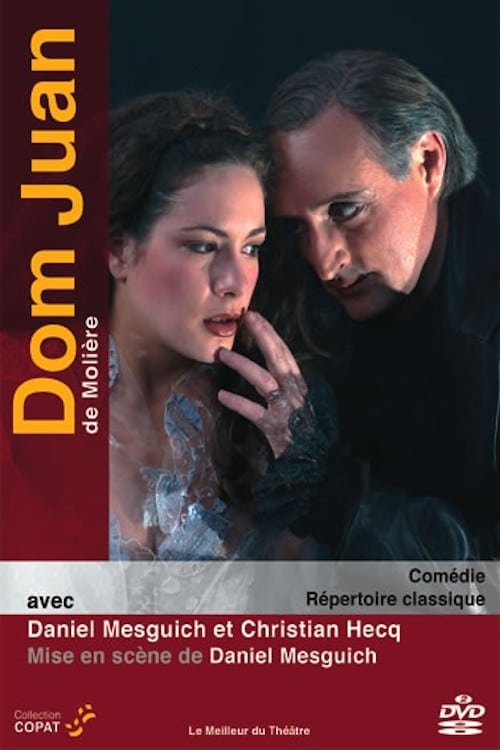 Dom Juan
de Molière
Comédie
Répertoire classique
avec
Daniel Mesguich et Christian Hecq
Mise en scène de Daniel Mesguich
Collection
COPAT
Le Meilleur du Théâtre
2
DVD
VIDEO